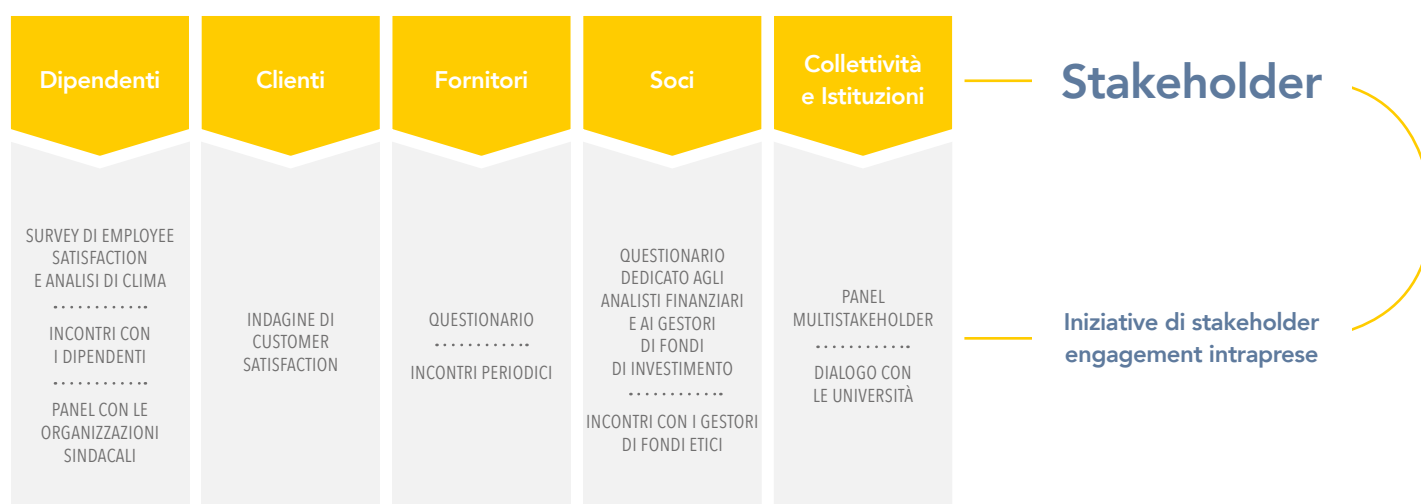 Dipendenti
Clienti
Fornitori
Soci
Collettività
e Istituzioni
Stakeholder
SURVEY DI EMPLOYEE
SATISFACTION
E ANALISI DI CLIMA
INCONTRI CON
I DIPENDENTI
PANEL CON LE
ORGANIZZAZIONI
SINDACALI
INDAGINE DI
CUSTOMER
SATISFACTION
QUESTIONARIO
INCONTRI PERIODICI
QUESTIONARIO
DEDICATO AGLI
ANALISTI FINANZIARI
E AI GESTORI
DI FONDI
DI INVESTIMENTO
INCONTRI CON I GESTORI
DI FONDI ETICI
PANEL
MULTISTAKEHOLDER
DIALOGO CON
LE UNIVERSITÀ
Iniziative di stakeholder
engagement intraprese